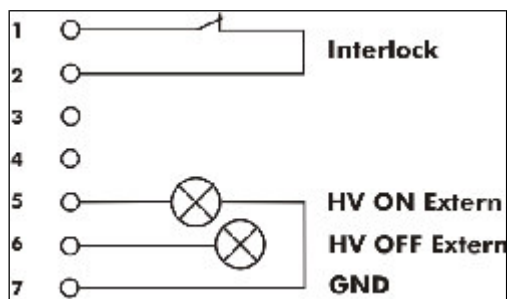 1
Interlock
2
3
4
5 HV ON Extern
6 HV OFF Extern
7 GND